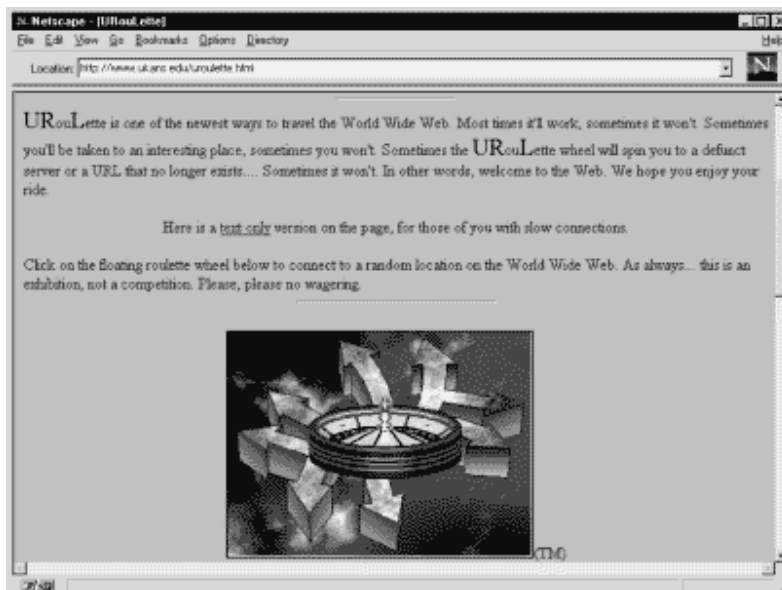 Netscape - [URouLette]
File Edit View Go Bookmarks Options Directory Help
Location: http://www.ukans.edu/uroulette.html
N
URouLette is one of the newest ways to travel the World Wide Web. Most times it'll work, sometimes it won't. Sometimes
you'll be taken to an interesting place, sometimes you won't. Sometimes the URouLette wheel will spin you to a defunct
server or a URL that no longer exists.... Sometimes it won't. In other words, welcome to the Web. We hope you enjoy your
ride.
Here is a text only version on the page, for those of you with slow connections.
Click on the floating roulette wheel below to connect to a random location on the World Wide Web. As always... this is an
exhibition, not a competition. Please, please no wagering.
(TM)